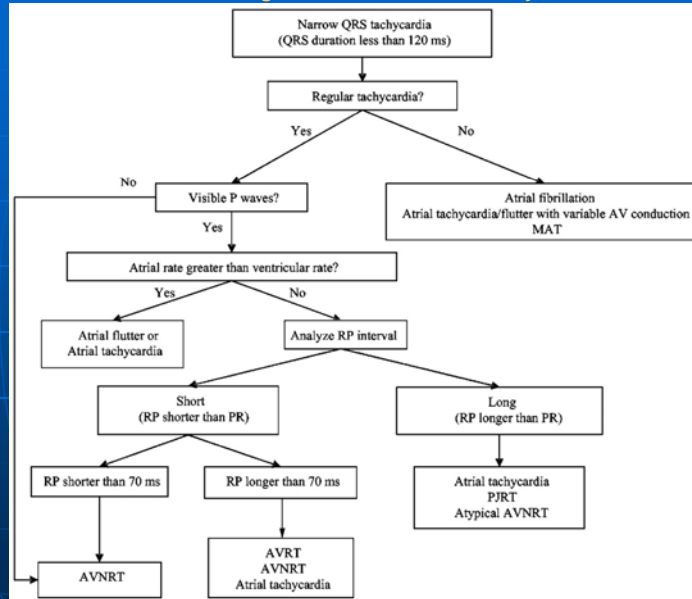 Narrow QRS tachycardia
(QRS duration less than 120 ms)
Regular tachycardia?
Yes
No
No
Visible P waves?
Atrial fibrillation
Atrial tachycardia/flutter with variable AV conduction
MAT
Yes
Atrial rate greater than ventricular rate?
Yes
No
Atrial flutter or
Atrial tachycardia
Analyze RP interval
Short
(RP shorter than PR)
Long
(RP longer than PR)
RP shorter than 70 ms
RP longer than 70 ms
Atrial tachycardia
PJRT
Atypical AVNRT
AVNRT
AVRT
AVNRT
Atrial tachycardia